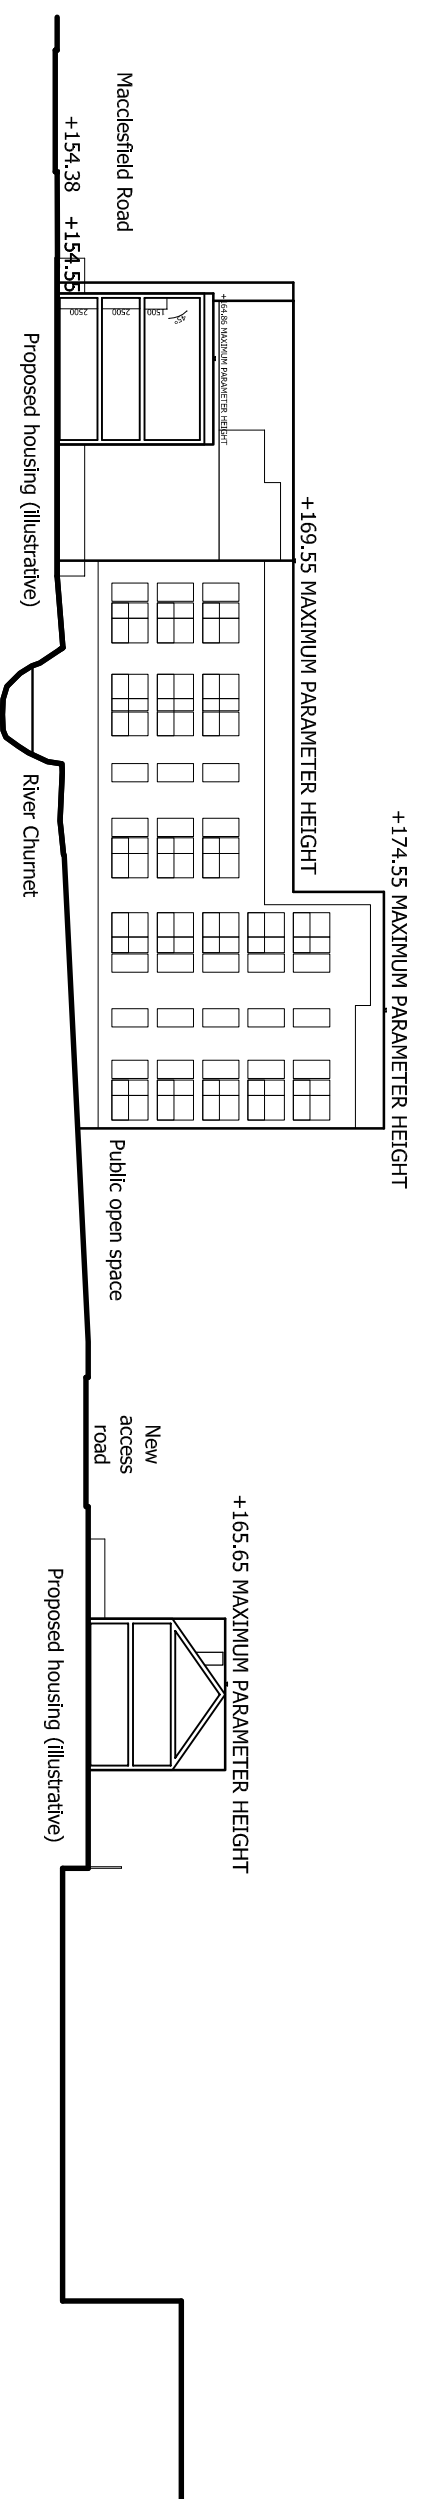 Macclesfield Road
+154.38
+154.55
2500
2500
1500
45°
+164.86 MAXIMUM PARAMETER HEIGHT
Proposed housing (illustrative)
+169.55 MAXIMUM PARAMETER HEIGHT
River Churnet
+174.55 MAXIMUM PARAMETER HEIGHT
Public open space
New
access
road
+165.65 MAXIMUM PARAMETER HEIGHT
Proposed housing (illustrative)